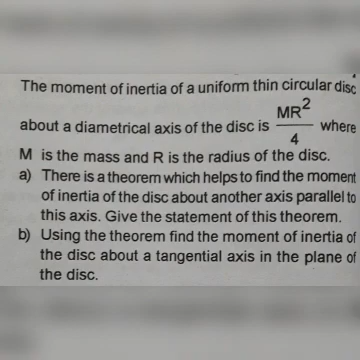 The moment of inertia of a uniform thin circular disc
about a diametrical axis of the disc is MR²/4 where
M is the mass and R is the radius of the disc.
a) There is a theorem which helps to find the moment
of inertia of the disc about another axis parallel to
this axis. Give the statement of this theorem.
b) Using the theorem find the moment of inertia of
the disc about a tangential axis in the plane of
the disc.